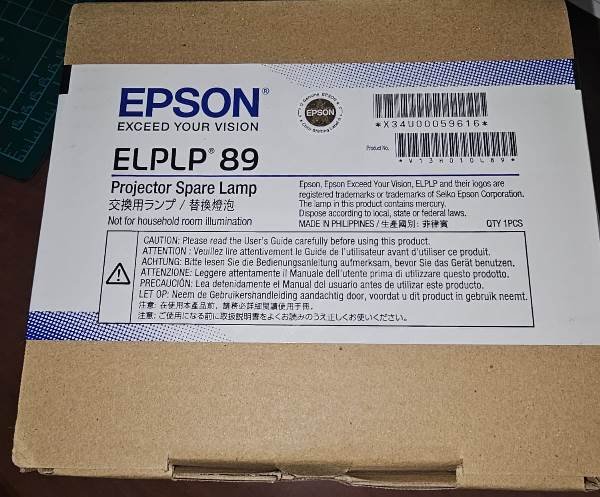 EPSON®
EXCEED YOUR VISION
Genuine EPSON
EPSON
*X34U00059616*
Product No.
*V13H010L89*
ELPLP® 89
Projector Spare Lamp
交換用ランプ / 替換燈泡
Not for household room illumination
Epson, Epson Exceed Your Vision, ELPLP and their logos are
registered trademarks or trademarks of Seiko Epson Corporation.
The lamp in this product contains mercury.
Dispose according to local, state or federal laws.
MADE IN PHILIPPINES / 生產國別: 菲律賓
QTY 1PCS
CAUTION: Please read the User's Guide carefully before using this product.
ATTENTION : Veuillez lire attentivement le Guide de l'utilisateur avant d'utiliser ce produit.
ACHTUNG: Bitte lesen Sie die Bedienungsanleitung aufmerksam, bevor Sie das Gerät benutzen.
ATTENZIONE: Leggere attentamente il Manuale dell'utente prima di utilizzare questo prodotto.
PRECAUCIÓN: Lea detenidamente el Manual del usuario antes de utilizar este producto.
LET OP: Neem de Gebruikershandleiding aandachtig door, voordat u dit product in gebruik neemt.
注意: 在使用本產品前，請務必詳細閱讀使用手冊。
注意: ご使用になる前に取扱説明書をよくお読みのうえ正しくお使いください。